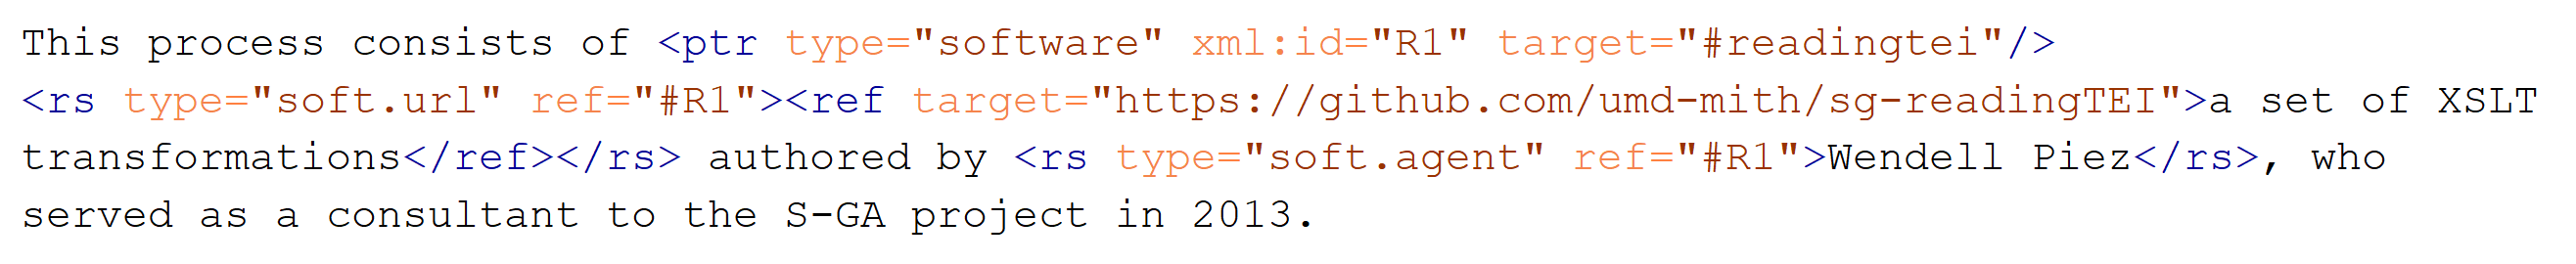 This process consists of <ptr type="software" xml:id="R1" target="#readingtei"/>
<rs type="soft.url" ref="#R1"><ref target="https://github.com/umd-mith/sg-readingTEI">a set of XSLT
transformations</ref></rs> authored by <rs type="soft.agent" ref="#R1">Wendell Piez</rs>, who
served as a consultant to the S-GA project in 2013.